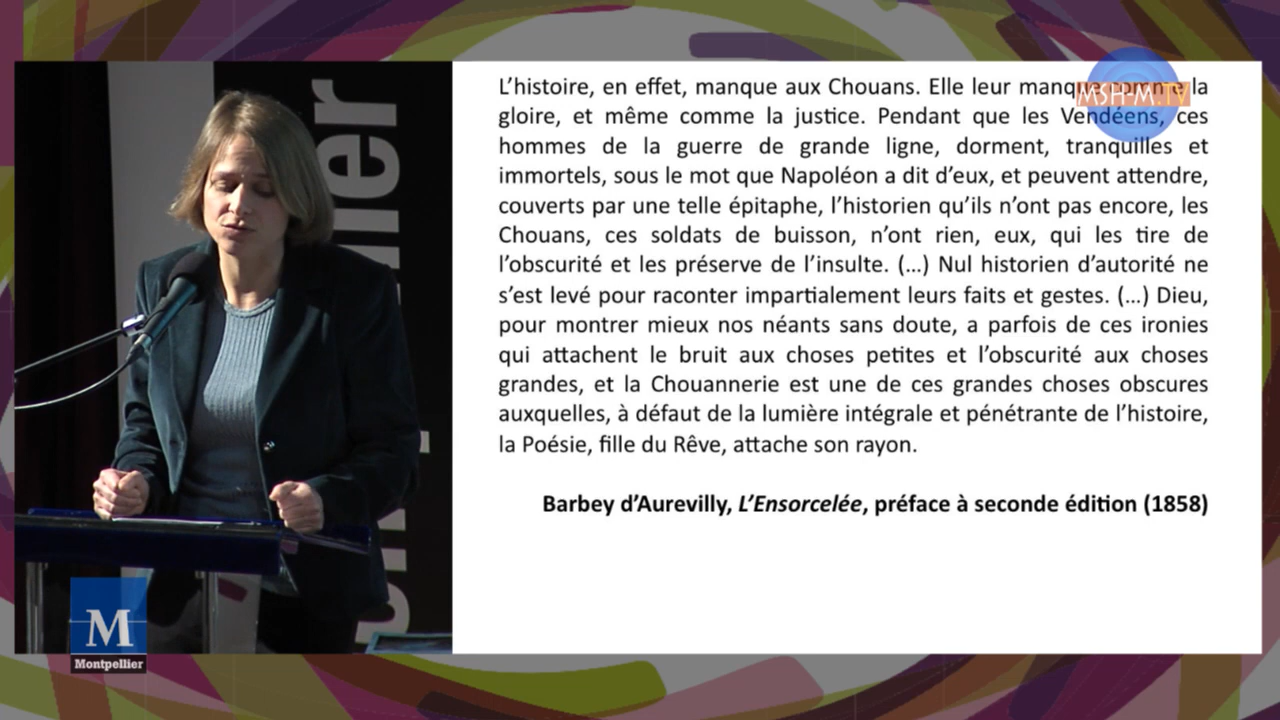 L’histoire, en effet, manque aux Chouans. Elle leur manque comme la
gloire, et même comme la justice. Pendant que les Vendéens, ces
hommes de la guerre de grande ligne, dorment, tranquilles et
immortels, sous le mot que Napoléon a dit d’eux, et peuvent attendre,
couverts par une telle épitaphe, l’historien qu’ils n’ont pas encore, les
Chouans, ces soldats de buisson, n’ont rien, eux, qui les tire de
l’obscurité et les préserve de l’insulte. (…) Nul historien d’autorité ne
s’est levé pour raconter impartialement leurs faits et gestes. (…) Dieu,
pour montrer mieux nos néants sans doute, a parfois de ces ironies
qui attachent le bruit aux choses petites et l’obscurité aux choses
grandes, et la Chouannerie est une de ces grandes choses obscures
auxquelles, à défaut de la lumière intégrale et pénétrante de l’histoire,
la Poésie, fille du Rêve, attache son rayon.
Barbey d’Aurevilly, L’Ensorcelée, préface à seconde édition (1858)
MSH-M.TV
M
Montpellier